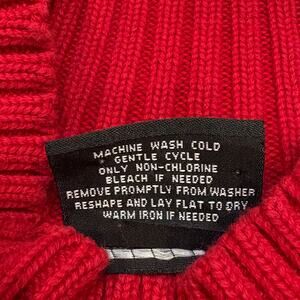 MACHINE WASH COLD
GENTLE CYCLE
ONLY NON-CHLORINE
BLEACH IF NEEDED
REMOVE PROMPTLY FROM WASHER
RESHAPE AND LAY FLAT TO DRY
WARM IRON IF NEEDED